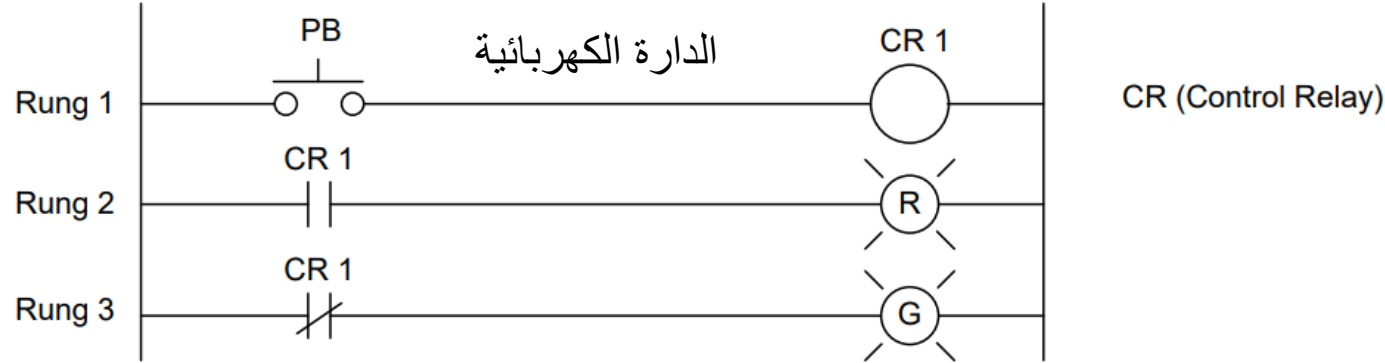 PB
الدارة الكهربائية
CR 1
Rung 1
CR (Control Relay)
CR 1
Rung 2
R
CR 1
Rung 3
G